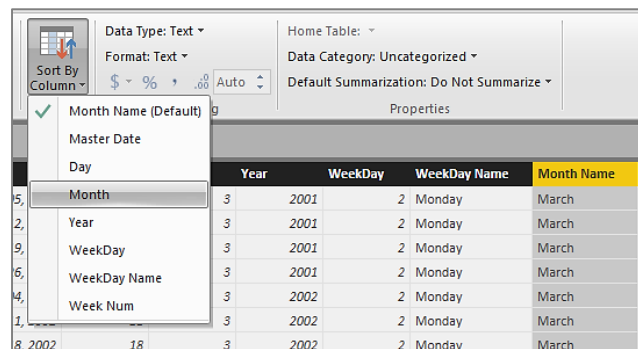 Data Type: Text
Home Table:
Format: Text
Data Category: Uncategorized
Sort By
Column
$ % , .00 Auto
Default Summarization: Do Not Summarize
g
Properties
Month Name (Default)
Master Date
Day
Month
Year
WeekDay
WeekDay Name
Week Num
Year WeekDay WeekDay Name Month Name
3 2001 2 Monday March
3 2001 2 Monday March
3 2001 2 Monday March
3 2001 2 Monday March
3 2002 2 Monday March
3 2002 2 Monday March
8, 2002 18 3 2002 2 Monday March